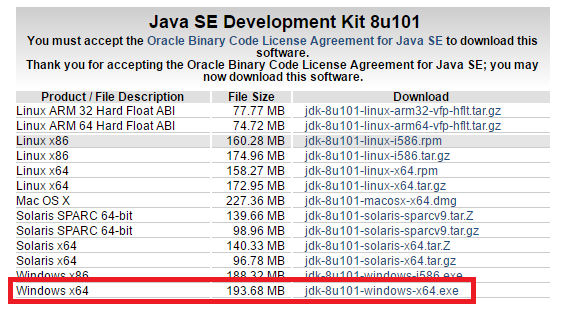 Java SE Development Kit 8u101
You must accept the Oracle Binary Code License Agreement for Java SE to download this
software.
Thank you for accepting the Oracle Binary Code License Agreement for Java SE; you may
now download this software.
Product / File Description File Size Download
Linux ARM 32 Hard Float ABI 77.77 MB jdk-8u101-linux-arm32-vfp-hflt.tar.gz
Linux ARM 64 Hard Float ABI 74.72 MB jdk-8u101-linux-arm64-vfp-hflt.tar.gz
Linux x86 160.28 MB jdk-8u101-linux-i586.rpm
Linux x86 174.96 MB jdk-8u101-linux-i586.tar.gz
Linux x64 158.27 MB jdk-8u101-linux-x64.rpm
Linux x64 172.95 MB jdk-8u101-linux-x64.tar.gz
Mac OS X 227.36 MB jdk-8u101-macosx-x64.dmg
Solaris SPARC 64-bit 139.66 MB jdk-8u101-solaris-sparcv9.tar.Z
Solaris SPARC 64-bit 98.96 MB jdk-8u101-solaris-sparcv9.tar.gz
Solaris x64 140.33 MB jdk-8u101-solaris-x64.tar.Z
Solaris x64 96.78 MB jdk-8u101-solaris-x64.tar.gz
Windows x86 188.32 MB jdk-8u101-windows-i586.exe
Windows x64 193.68 MB jdk-8u101-windows-x64.exe